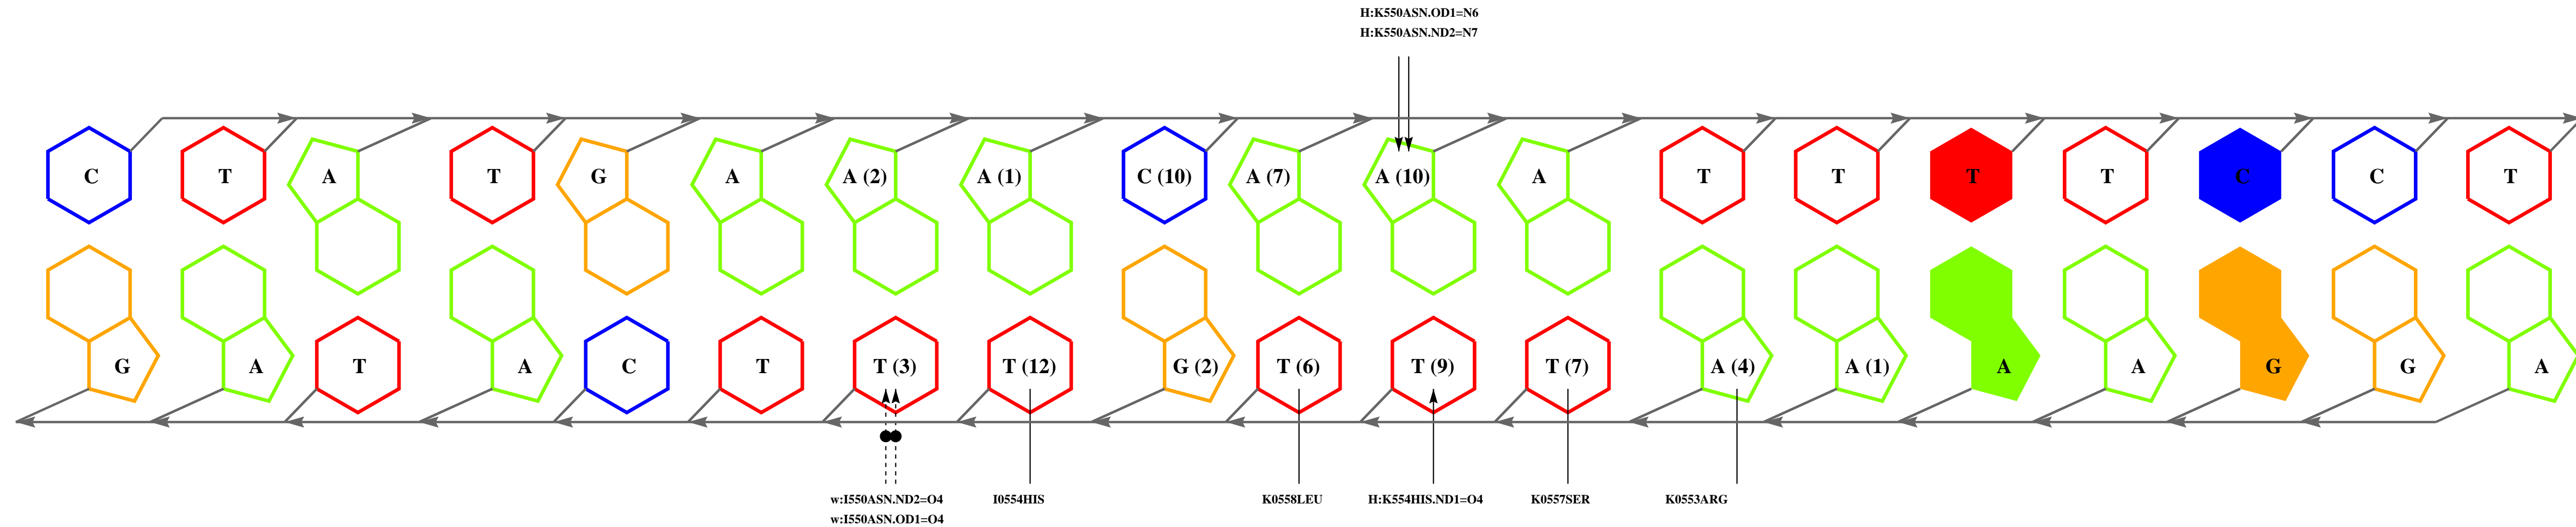 H:K550ASN.OD1=N6
H:K550ASN.ND2=N7
C T A T G A A (2) A (1) C (10) A (7) A (10) A T T T T C C T
G A T A C T T (3) T (12) G (2) T (6) T (9) T (7) A (4) A (1) A A G G A
w:I550ASN.ND2=O4 I0554HIS K0558LEU H:K554HIS.ND1=O4 K0557SER K0553ARG
w:I550ASN.OD1=O4